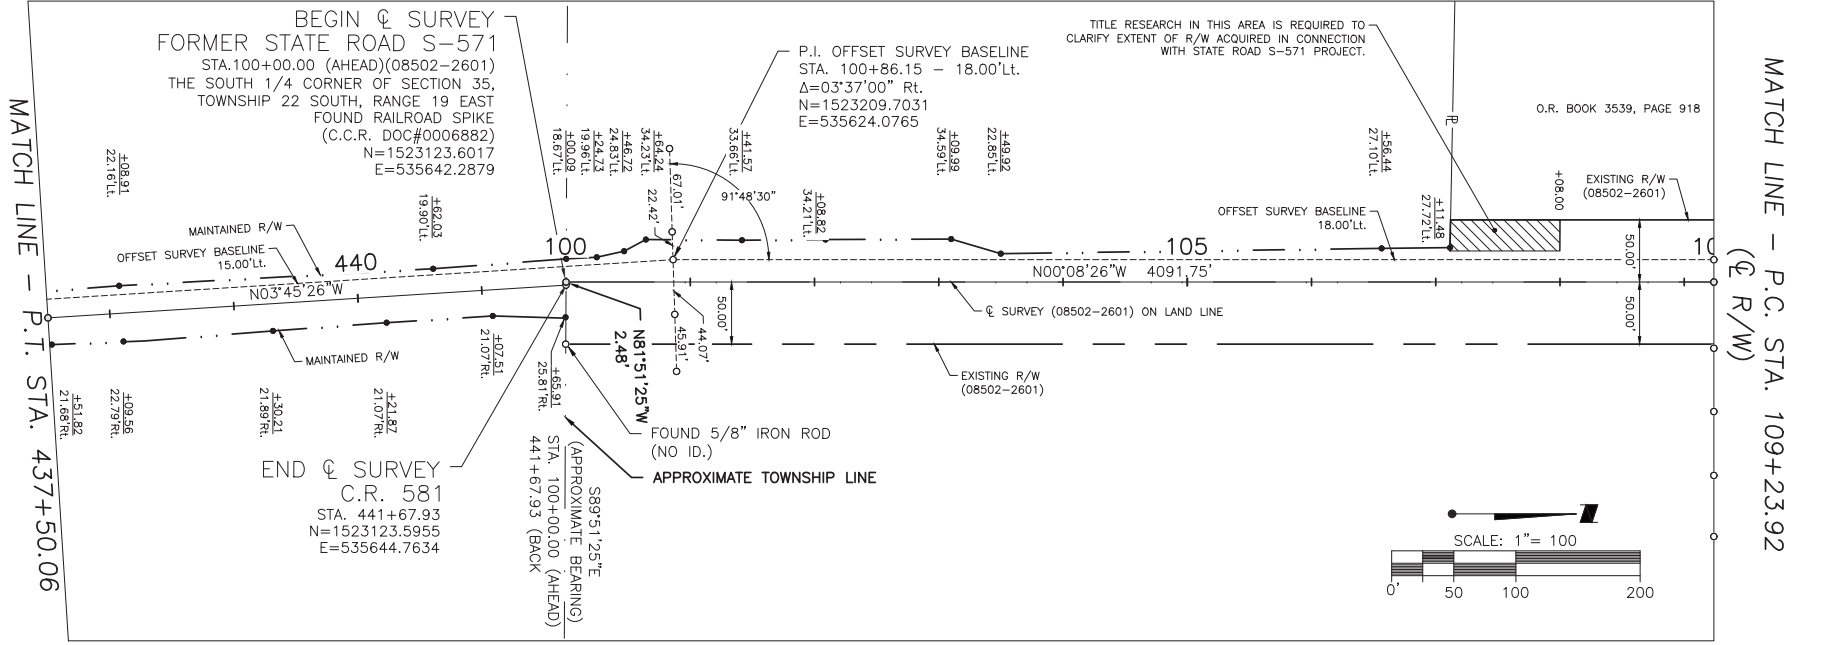 BEGIN ℄ SURVEY
FORMER STATE ROAD S-571
STA.100+00.00 (AHEAD)(08502-2601)
THE SOUTH 1/4 CORNER OF SECTION 35,
TOWNSHIP 22 SOUTH, RANGE 19 EAST
FOUND RAILROAD SPIKE
(C.C.R. DOC#0006882)
N=1523123.6017
E=535642.2879
P.I. OFFSET SURVEY BASELINE
STA. 100+86.15 - 18.00'Lt.
Δ=03°37'00" Rt.
N=1523209.7031
E=535624.0765
TITLE RESEARCH IN THIS AREA IS REQUIRED TO
CLARIFY EXTENT OF R/W ACQUIRED IN CONNECTION
WITH STATE ROAD S-571 PROJECT.
O.R. BOOK 3539, PAGE 918
PL
MATCH LINE - P.T. STA. 437+50.06
MATCH LINE - P.C. STA. 109+23.92
(℄ R/W)
±08.91
22.16'Lt.
±62.03
19.90'Lt.
±00.09
18.67'Lt.
±24.73
19.96'Lt.
±46.72
24.83'Lt.
±64.24
34.23'Lt.
±41.57
33.66'Lt.
±08.82
34.21'Lt.
±09.99
34.59'Lt.
±49.92
22.85'Lt.
±56.44
27.10'Lt.
±11.48
27.72'Lt.
+08.00
EXISTING R/W
(08502-2601)
OFFSET SURVEY BASELINE
18.00'Lt.
67.01'
22.42'
91°48'30"
MAINTAINED R/W
OFFSET SURVEY BASELINE
15.00'Lt.
440
100
105
10
N03°45'26"W
N00°08'26"W 4091.75'
50.00'
50.00'
50.00'
℄ SURVEY (08502-2601) ON LAND LINE
44.07'
45.91'
N81°51'25"W
2.48'
MAINTAINED R/W
EXISTING R/W
(08502-2601)
±51.82
21.68'Rt.
±09.56
22.79'Rt.
±30.21
21.89'Rt.
±21.87
21.07'Rt.
±07.51
21.07'Rt.
±65.91
25.81'Rt.
FOUND 5/8" IRON ROD
(NO ID.)
APPROXIMATE TOWNSHIP LINE
END ℄ SURVEY
C.R. 581
STA. 441+67.93
N=1523123.5955
E=535644.7634
S89°51'25"E
(APPROXIMATE BEARING)
STA. 100+00.00 (AHEAD)
441+67.93 (BACK
N
SCALE: 1"= 100
0' 50 100 200